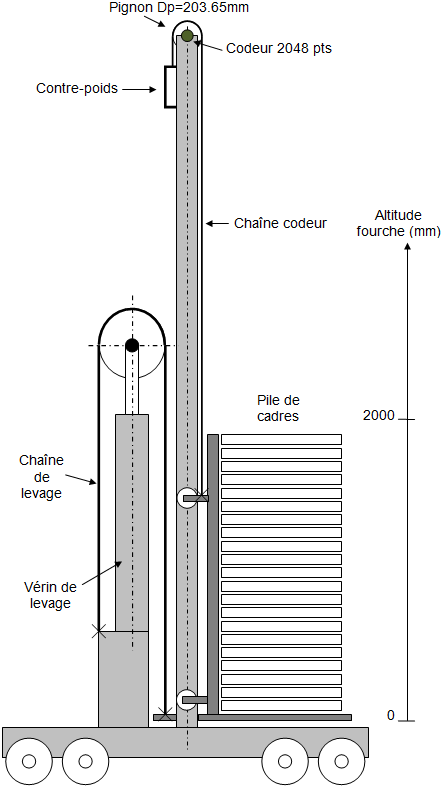 Pignon Dp=203.65mm
Codeur 2048 pts
Contre-poids
Chaîne codeur
Altitude
fourche (mm)
Pile de
cadres
2000
Chaîne
de
levage
Vérin de
levage
0